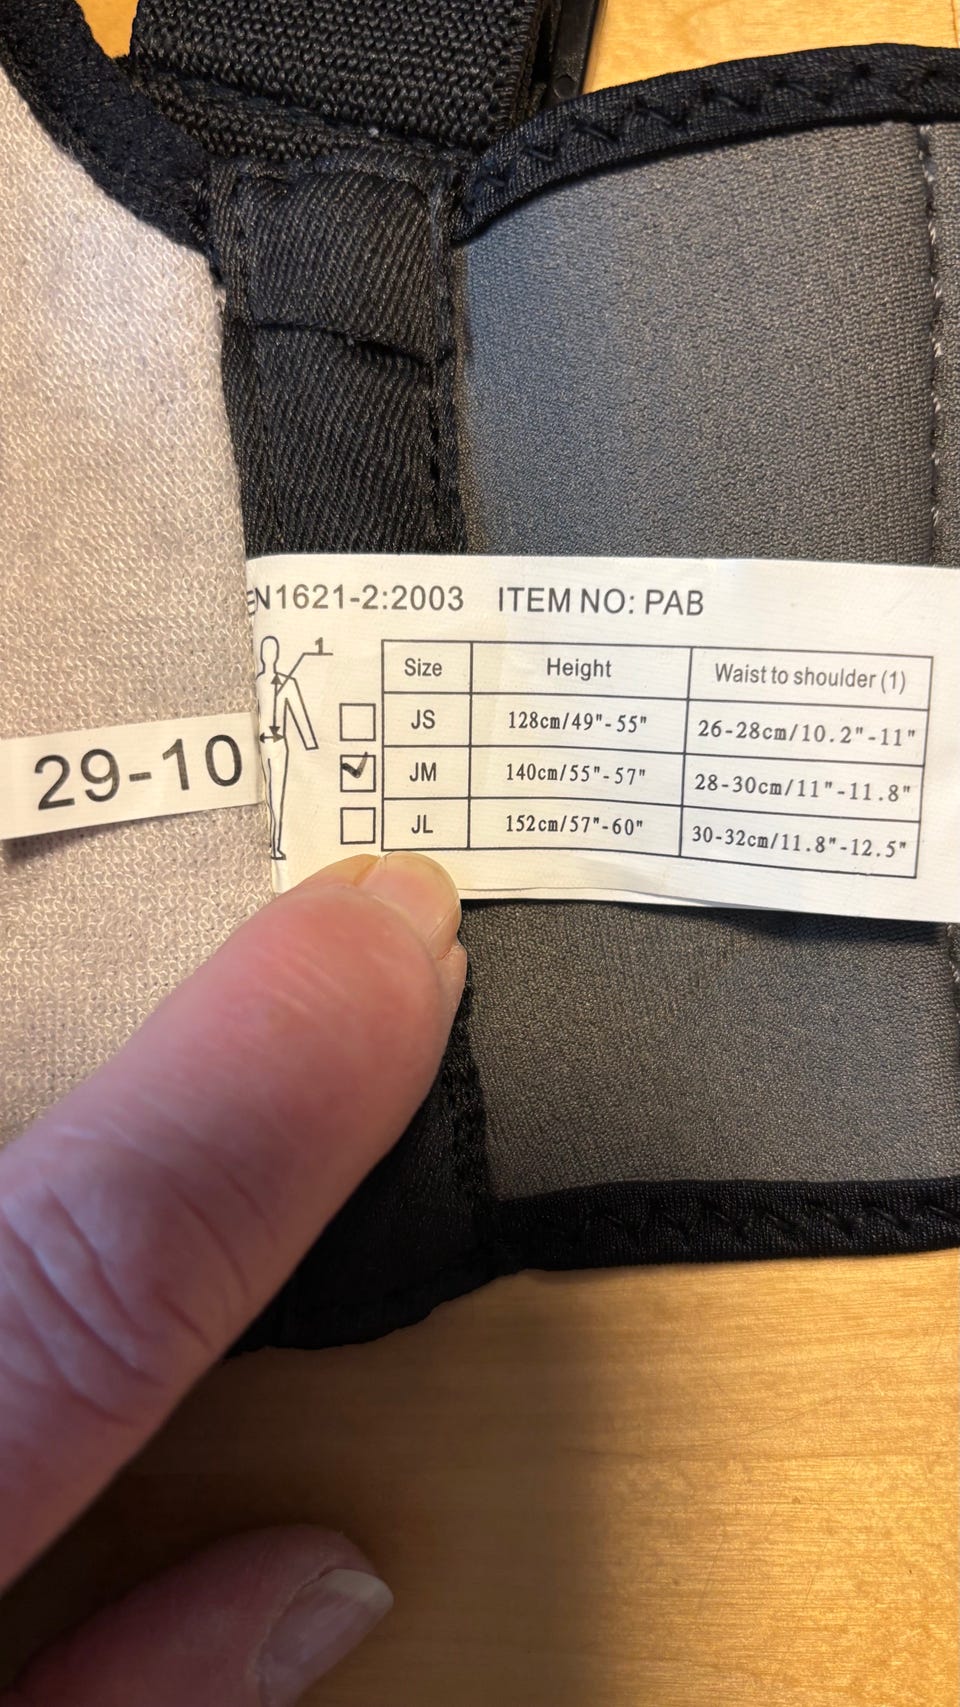 EN1621-2:2003 ITEM NO: PAB
1
Size Height Waist to shoulder (1)
JS 128cm/49"-55" 26-28cm/10.2"-11"
JM 140cm/55"-57" 28-30cm/11"-11.8"
JL 152cm/57"-60" 30-32cm/11.8"-12.5"
29-10